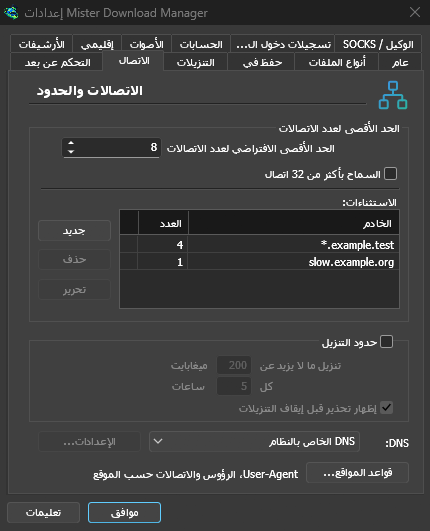 إعدادات Mister Download Manager
الوكيل / SOCKS
تسجيلات دخول ال...
الحسابات
الأصوات
إقليمي
الأرشيفات
عام
أنواع الملفات
حفظ في
التنزيلات
الاتصال
التحكم عن بعد
الاتصالات والحدود
الحد الأقصى لعدد الاتصالات
الحد الأقصى الافتراضي لعدد الاتصالات
8
السماح بأكثر من 32 اتصال
الاستثناءات:
الخادم
العدد
*.example.test
4
slow.example.org
1
جديد
حذف
تحرير
حدود التنزيل
تنزيل ما لا يزيد عن
200
ميغابايت
كل
5
ساعات
إظهار تحذير قبل إيقاف التنزيلات
DNS:
DNS الخاص بالنظام
الإعدادات...
قواعد المواقع...
User-Agent، الرؤوس والاتصالات حسب الموقع
موافق
تعليمات